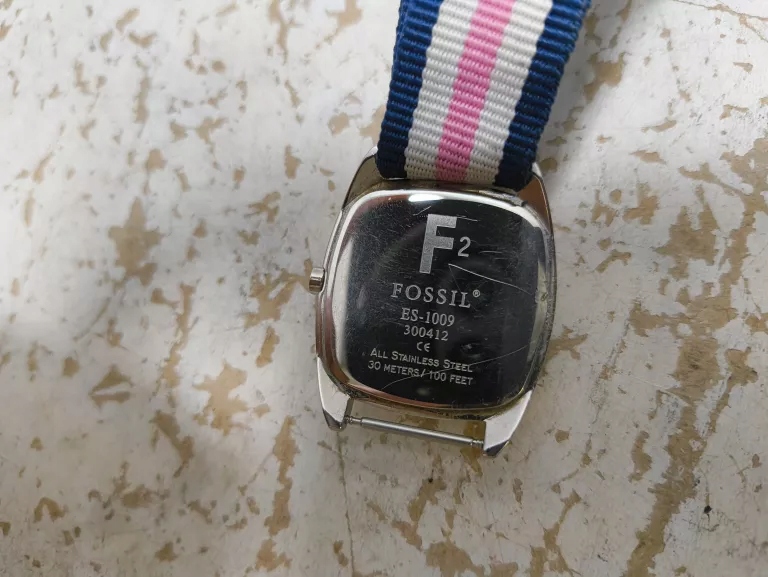 F2
FOSSIL®
ES-1009
300412
CE
ALL STAINLESS STEEL
30 METERS/100 FEET